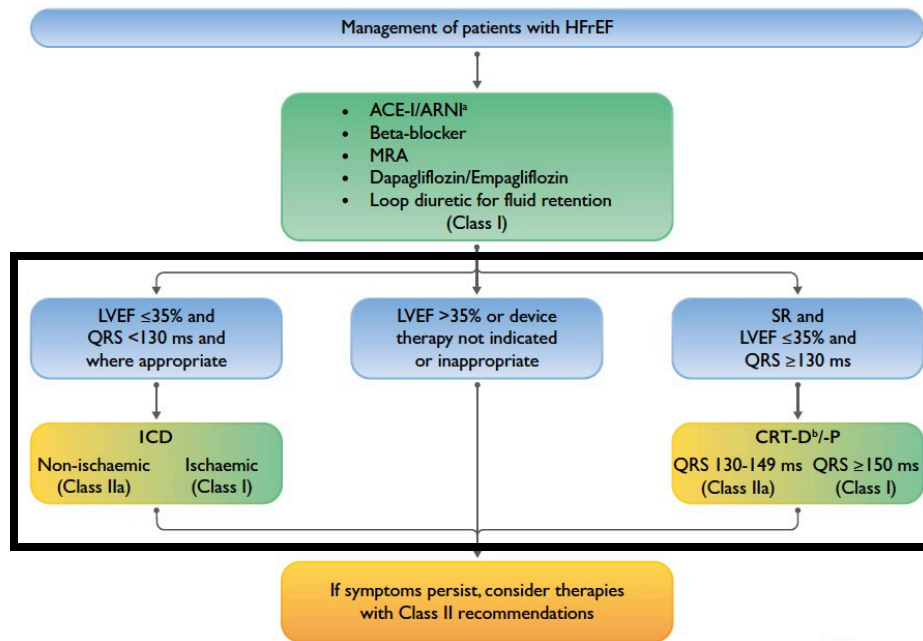 Management of patients with HFrEF
• ACE-I/ARNIᵃ
• Beta-blocker
• MRA
• Dapagliflozin/Empagliflozin
• Loop diuretic for fluid retention
(Class I)
LVEF ≤35% and
QRS <130 ms and
where appropriate
LVEF >35% or device
therapy not indicated
or inappropriate
SR and
LVEF ≤35% and
QRS ≥130 ms
ICD
Non-ischaemic Ischaemic
(Class IIa) (Class I)
CRT-Dᵇ/-P
QRS 130-149 ms QRS ≥150 ms
(Class IIa) (Class I)
If symptoms persist, consider therapies
with Class II recommendations